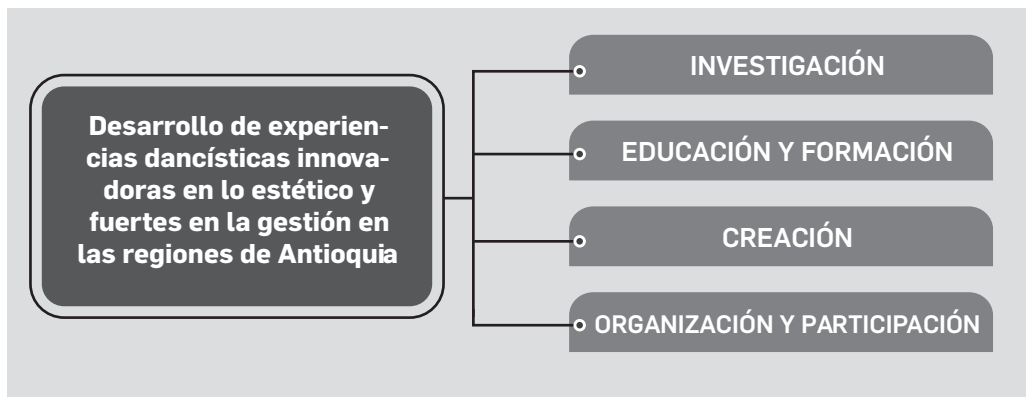 Desarrollo de experien-
cias dancísticas innova-
doras en lo estético y
fuertes en la gestión en
las regiones de Antioquia
INVESTIGACIÓN
EDUCACIÓN Y FORMACIÓN
CREACIÓN
ORGANIZACIÓN Y PARTICIPACIÓN